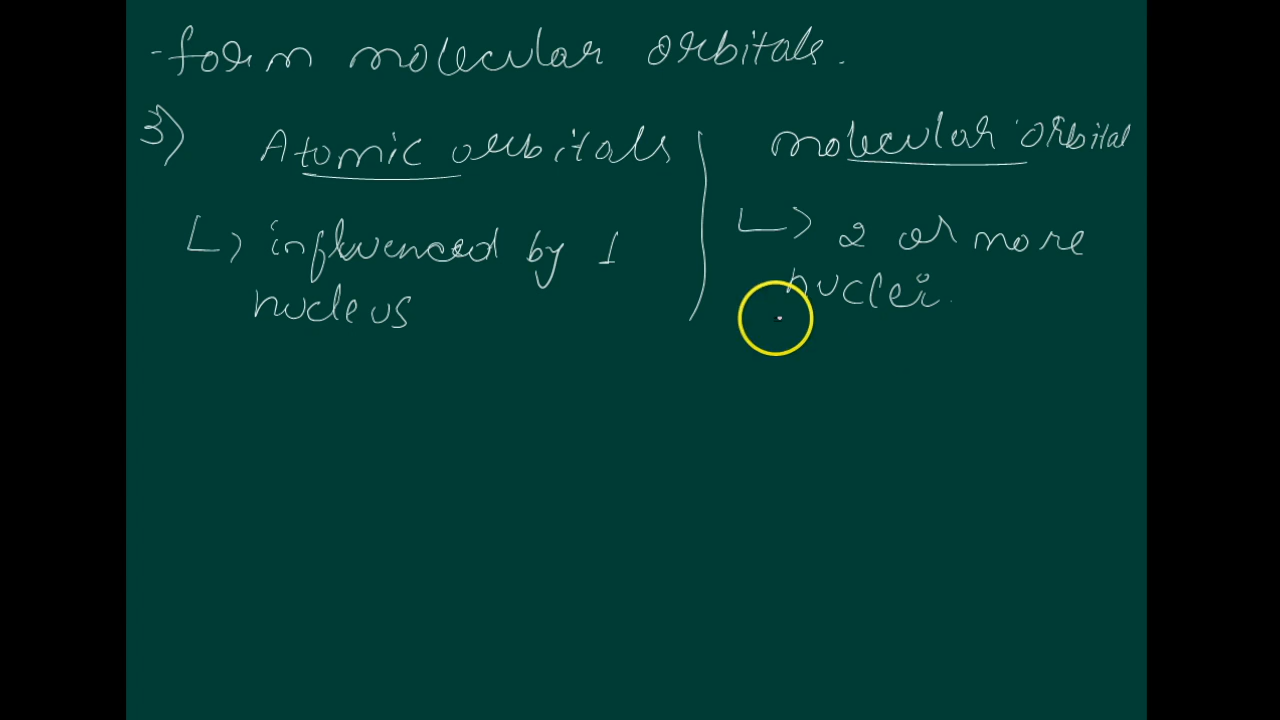 -form molecular orbitals.
3) Atomic orbitals molecular orbital
↳ influenced by 1 ↳ 2 or more
nucleus nuclei.